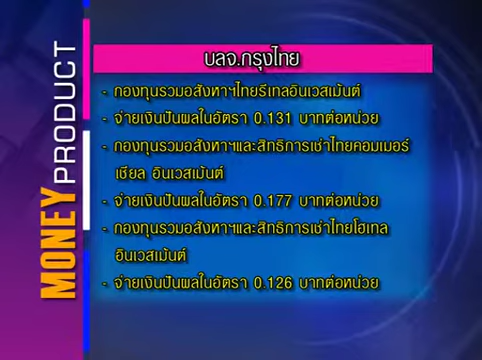 MONEY PRODUCT
บลจ.กรุงไทย
- กองทุนรวมอสังหาฯไทยรีเทลอินเวสเม้นต์
- จ่ายเงินปันผลในอัตรา 0.131 บาทต่อหน่วย
- กองทุนรวมอสังหาฯและสิทธิการเช่าไทยคอมเมอร์
เชียล อินเวสเม้นต์
- จ่ายเงินปันผลในอัตรา 0.177 บาทต่อหน่วย
- กองทุนรวมอสังหาฯและสิทธิการเช่าไทยโฮเทล
อินเวสเม้นต์
- จ่ายเงินปันผลในอัตรา 0.126 บาทต่อหน่วย